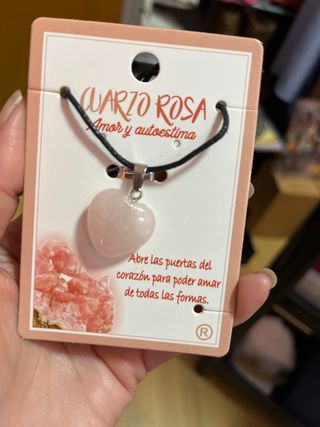 CUARZO ROSA
Amor y autoestima
Abre las puertas del
corazón para poder amar
de todas las formas.
®